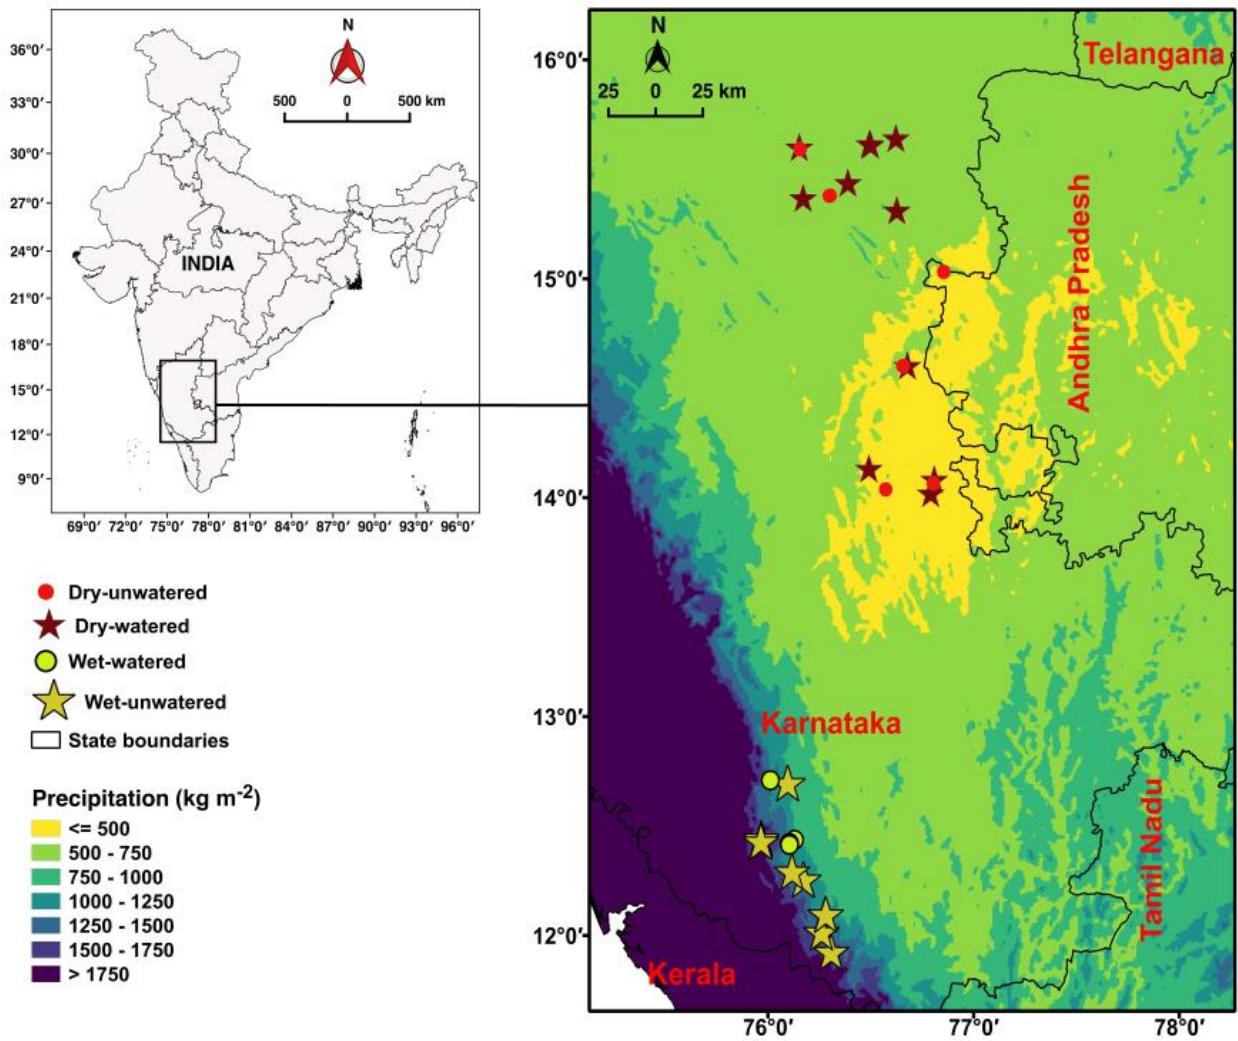 N
500 0 500 km
36°0′
33°0′
30°0′
27°0′
24°0′
21°0′
18°0′
15°0′
12°0′
9°0′
INDIA
69°0′ 72°0′ 75°0′ 78°0′ 81°0′ 84°0′ 87°0′ 90°0′ 93°0′ 96°0′
Dry-unwatered
Dry-watered
Wet-watered
Wet-unwatered
State boundaries
Precipitation (kg m-2)
<= 500
500 - 750
750 - 1000
1000 - 1250
1250 - 1500
1500 - 1750
> 1750
N
25 0 25 km
16°0′
15°0′
14°0′
13°0′
12°0′
Telangana
Andhra Pradesh
Karnataka
Tamil Nadu
Kerala
76°0′ 77°0′ 78°0′